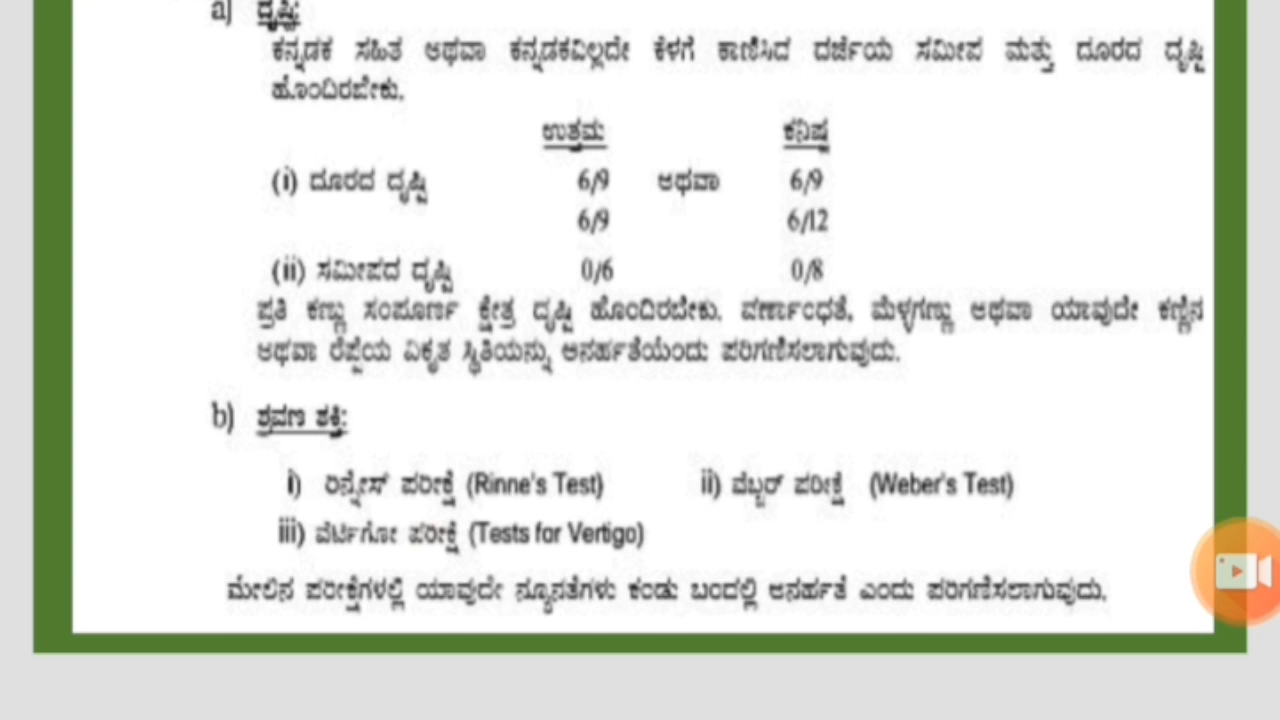 a) ದೃಷ್ಟಿ:
ಕನ್ನಡಕ ಸಹಿತ ಅಥವಾ ಕನ್ನಡಕವಿಲ್ಲದೇ ಕೆಳಗೆ ಕಾಣಿಸಿದ ದರ್ಜೆಯ ಸಮೀಪ ಮತ್ತು ದೂರದ ದೃಷ್ಟಿ
ಹೊಂದಿರಬೇಕು.
ಉತ್ತಮ ಕನಿಷ್ಠ
(i) ದೂರದ ದೃಷ್ಟಿ 6/9 ಅಥವಾ 6/9
6/9 6/12
(ii) ಸಮೀಪದ ದೃಷ್ಟಿ 0/6 0/8
ಪ್ರತಿ ಕಣ್ಣು ಸಂಪೂರ್ಣ ಕ್ಷೇತ್ರ ದೃಷ್ಟಿ ಹೊಂದಿರಬೇಕು. ವರ್ಣಾಂಧತೆ, ಮೆಳ್ಳಗಣ್ಣು ಅಥವಾ ಯಾವುದೇ ಕಣ್ಣಿನ
ಅಥವಾ ರೆಪ್ಪೆಯ ವಿಕೃತ ಸ್ಥಿತಿಯನ್ನು ಅನರ್ಹತೆಯೆಂದು ಪರಿಗಣಿಸಲಾಗುವುದು.
b) ಶ್ರವಣ ಶಕ್ತಿ:
i) ರಿನ್ನೇಸ್ ಪರೀಕ್ಷೆ (Rinne's Test) ii) ವೆಬ್ಬರ್ ಪರೀಕ್ಷೆ (Weber's Test)
iii) ವೆರ್ಟಿಗೋ ಪರೀಕ್ಷೆ (Tests for Vertigo)
ಮೇಲಿನ ಪರೀಕ್ಷೆಗಳಲ್ಲಿ ಯಾವುದೇ ನ್ಯೂನತೆಗಳು ಕಂಡು ಬಂದಲ್ಲಿ ಅನರ್ಹತೆ ಎಂದು ಪರಿಗಣಿಸಲಾಗುವುದು.